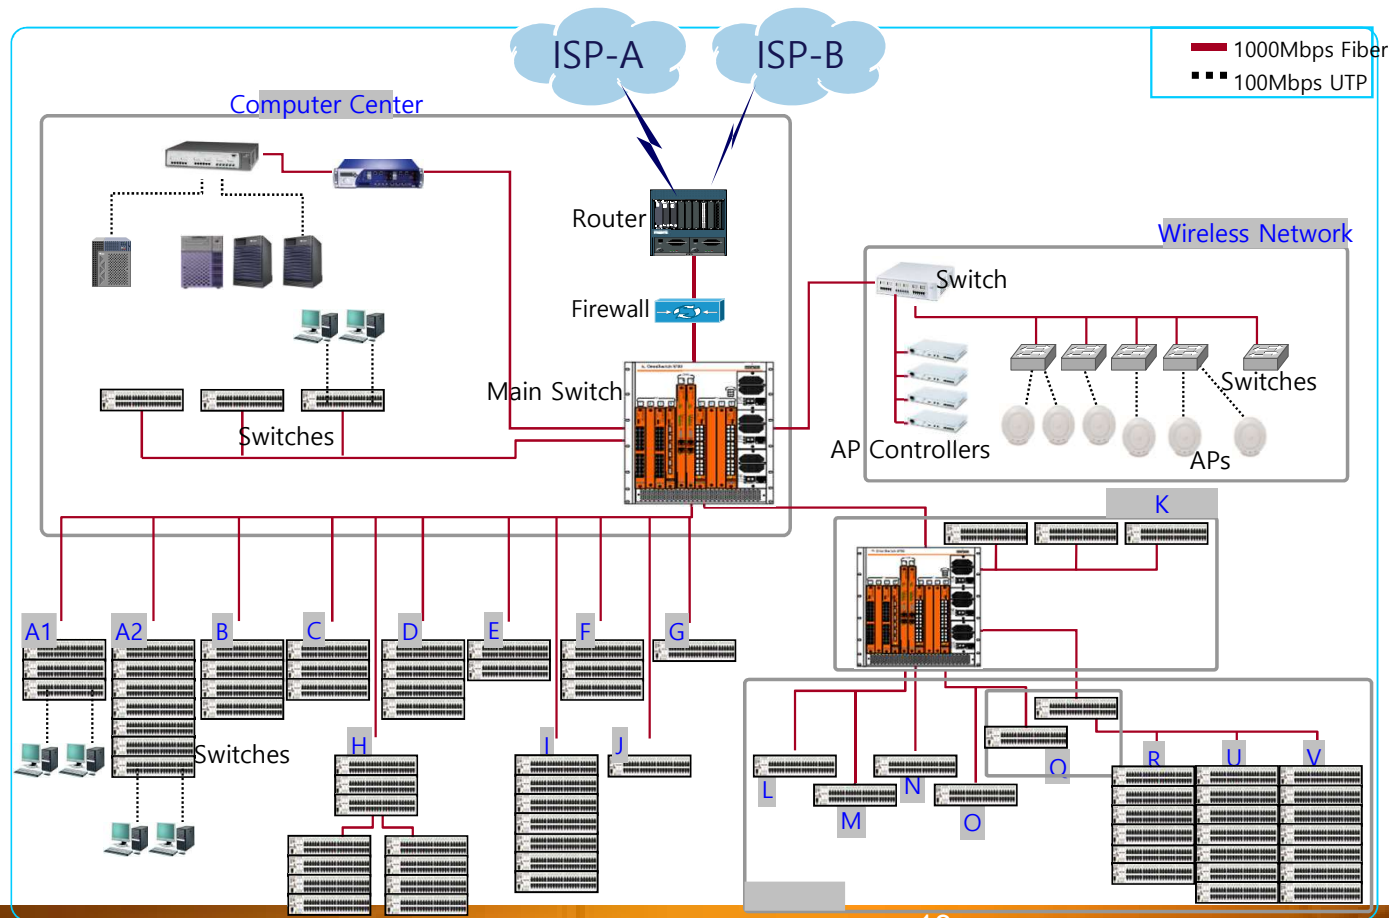 ISP-A
ISP-B
1000Mbps Fiber
100Mbps UTP
Computer Center
Router
Wireless Network
Switch
Firewall
Main Switch
Switches
Switches
AP Controllers
APs
K
A1
A2
B
C
D
E
F
G
Switches
H
I
J
L
M
N
O
Q
R
U
V